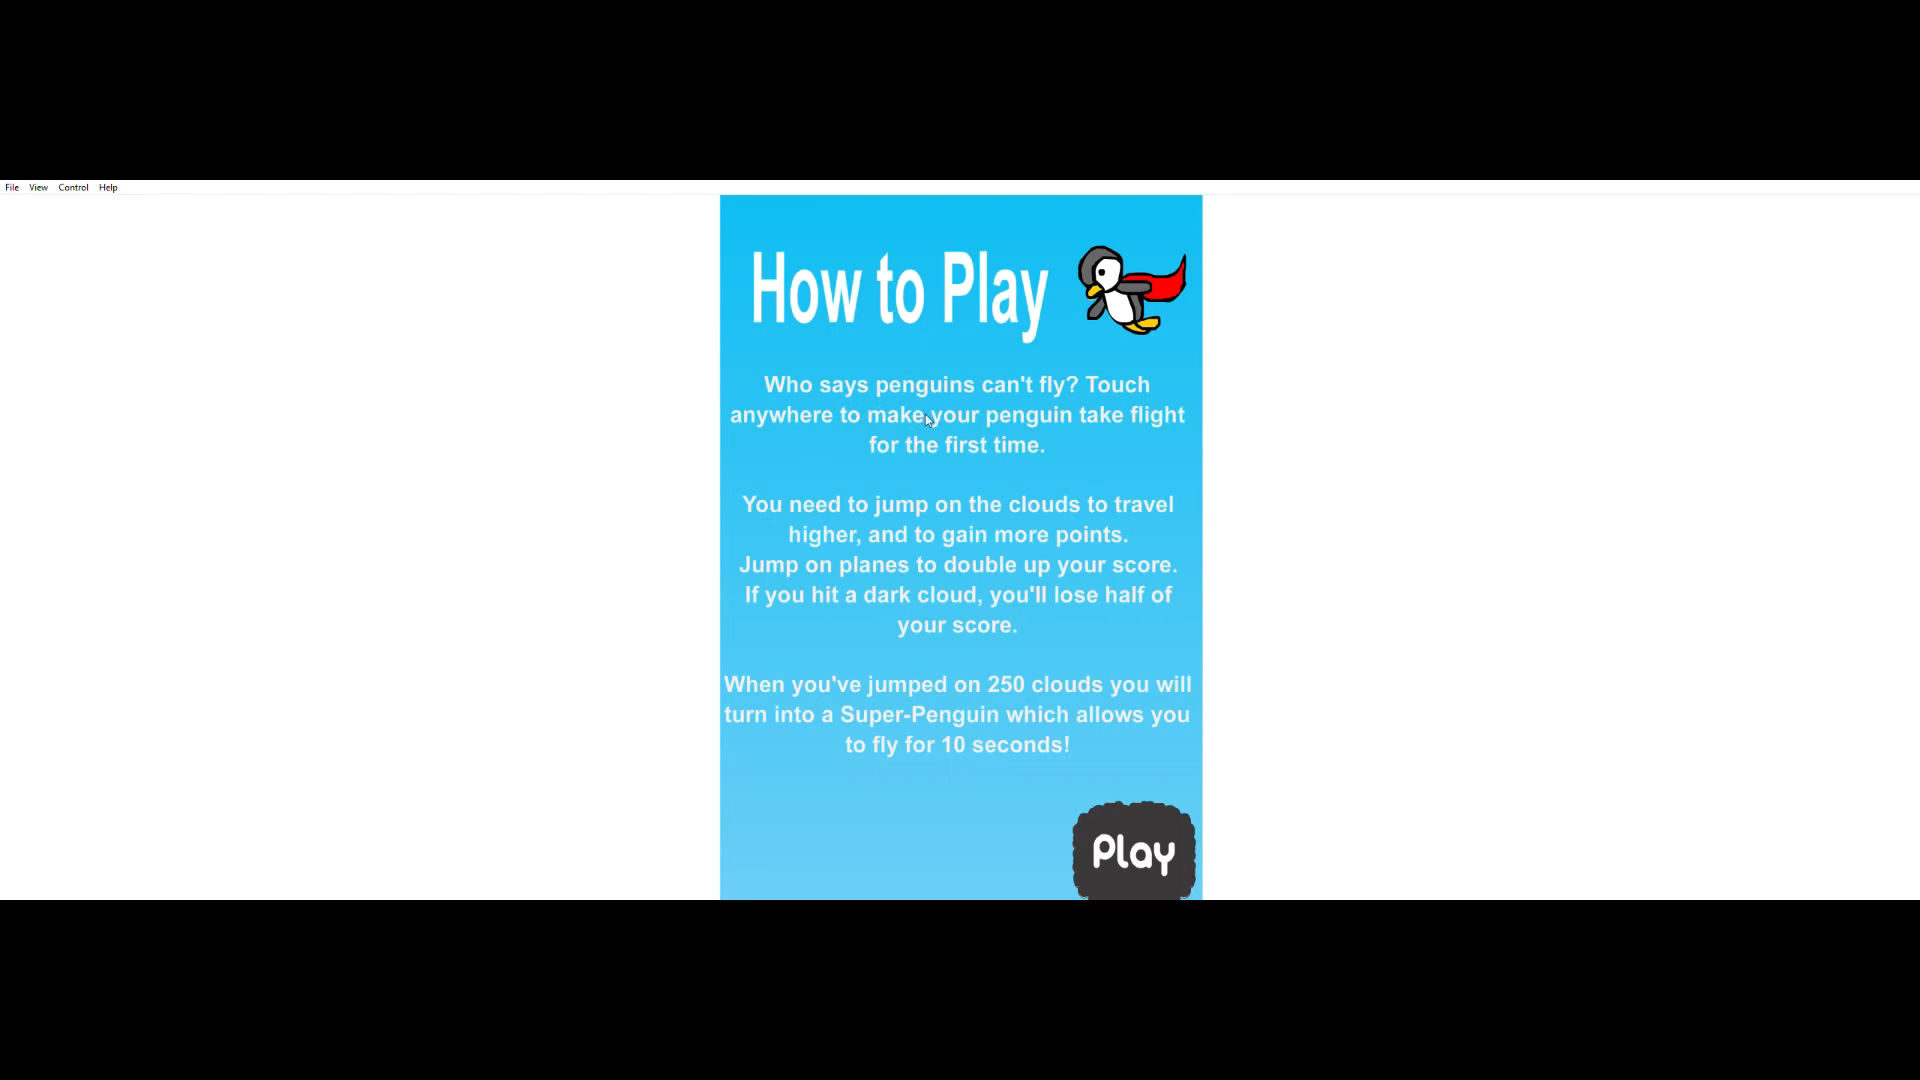 File View Control Help
How to Play
Who says penguins can't fly? Touch
anywhere to make your penguin take flight
for the first time.
You need to jump on the clouds to travel
higher, and to gain more points.
Jump on planes to double up your score.
If you hit a dark cloud, you'll lose half of
your score.
When you've jumped on 250 clouds you will
turn into a Super-Penguin which allows you
to fly for 10 seconds!
Play